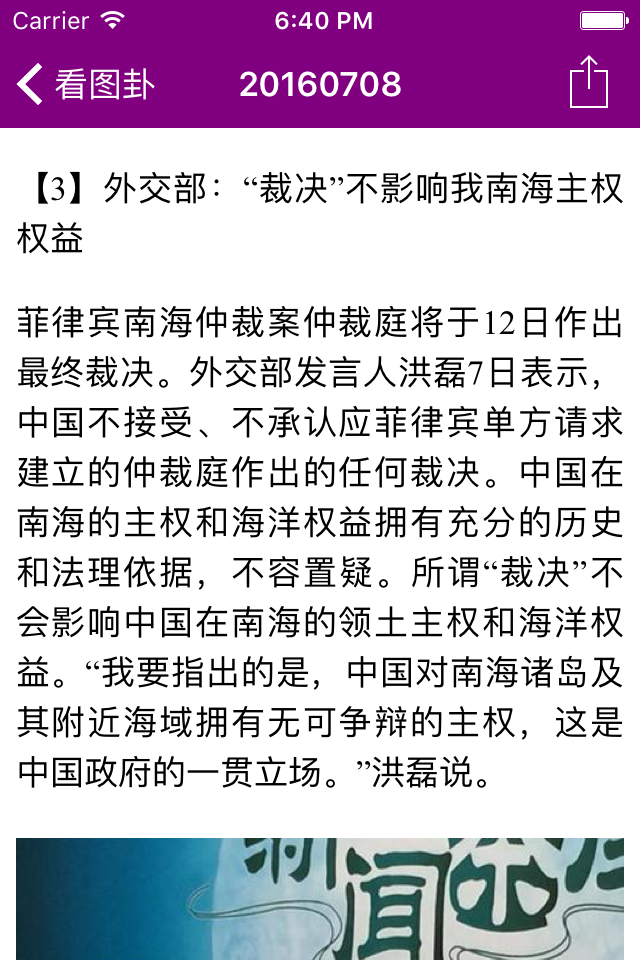 Carrier 6:40 PM
看图卦 20160708
【3】外交部：“裁决”不影响我南海主权
权益
菲律宾南海仲裁案仲裁庭将于12日作出
最终裁决。外交部发言人洪磊7日表示，
中国不接受、不承认应菲律宾单方请求
建立的仲裁庭作出的任何裁决。中国在
南海的主权和海洋权益拥有充分的历史
和法理依据，不容置疑。所谓“裁决”不
会影响中国在南海的领土主权和海洋权
益。“我要指出的是，中国对南海诸岛及
其附近海域拥有无可争辩的主权，这是
中国政府的一贯立场。”洪磊说。
新闻